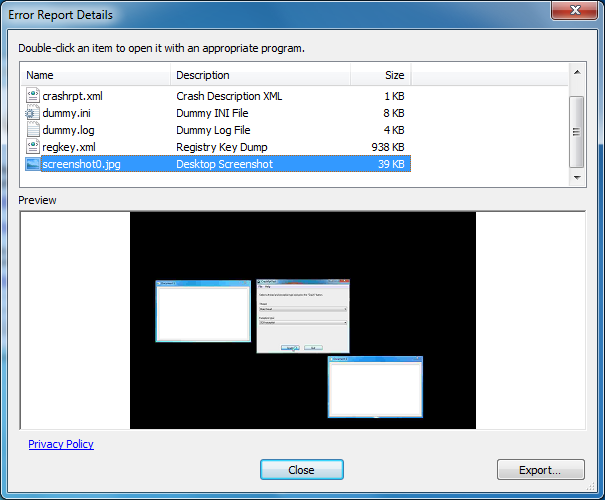 Error Report Details
Double-click an item to open it with an appropriate program.
Name Description Size
crashrpt.xml Crash Description XML 1 KB
dummy.ini Dummy INI File 8 KB
dummy.log Dummy Log File 4 KB
regkey.xml Registry Key Dump 938 KB
screenshot0.jpg Desktop Screenshot 39 KB
Preview
File Help
Privacy Policy
Close Export...